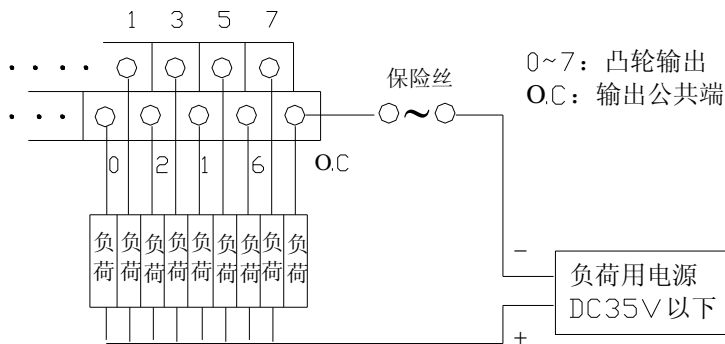 1 3 5 7
0~7：凸轮输出
保险丝
O.C：输出公共端
0 2 1 6 O.C
负荷 负荷 负荷 负荷 负荷 负荷 负荷 负荷
−
负荷用电源
DC35V以下
+